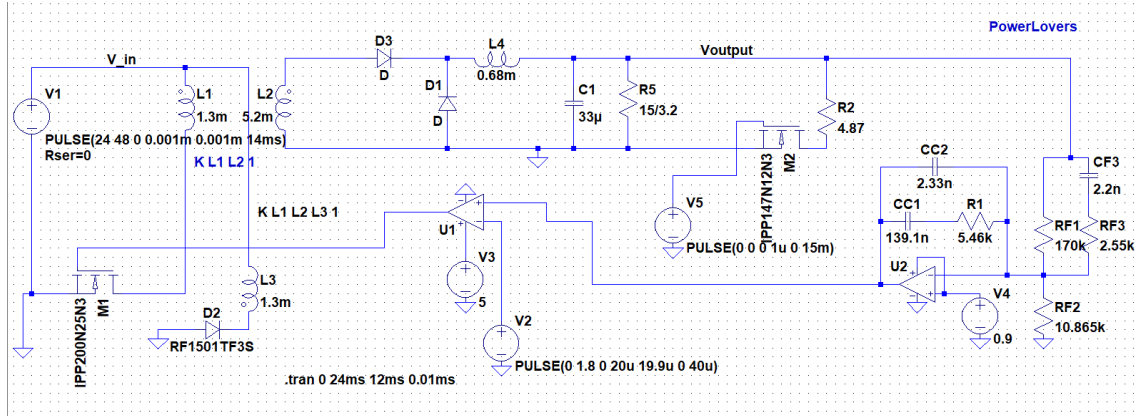 PowerLovers
V_in
V1
PULSE(24 48 0 0.001m 0.001m 14ms)
Rser=0
L1
1.3m
L2
5.2m
K L1 L2 1
D3
D
D1
D
L4
0.68m
C1
33µ
R5
15/3.2
Voutput
R2
4.87
M2
IPP147N12N3
V5
PULSE(0 0 0 1u 0 15m)
CC2
2.33n
CC1
139.1n
R1
5.46k
CF3
2.2n
RF1
170k
RF3
2.55k
U2
V4
0.9
RF2
10.865k
K L1 L2 L3 1
U1
V3
5
V2
PULSE(0 1.8 0 20u 19.9u 0 40u)
L3
1.3m
D2
RF1501TF3S
M1
IPP200N25N3
.tran 0 24ms 12ms 0.01ms